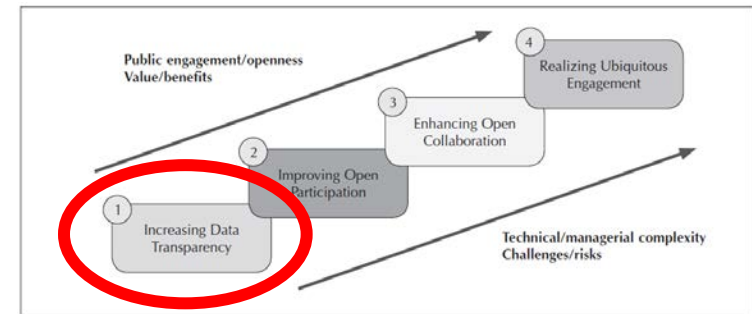 Public engagement/openness
Value/benefits
4
Realizing Ubiquitous
Engagement
3
Enhancing Open
Collaboration
2
Improving Open
Participation
1
Increasing Data
Transparency
Technical/managerial complexity
Challenges/risks